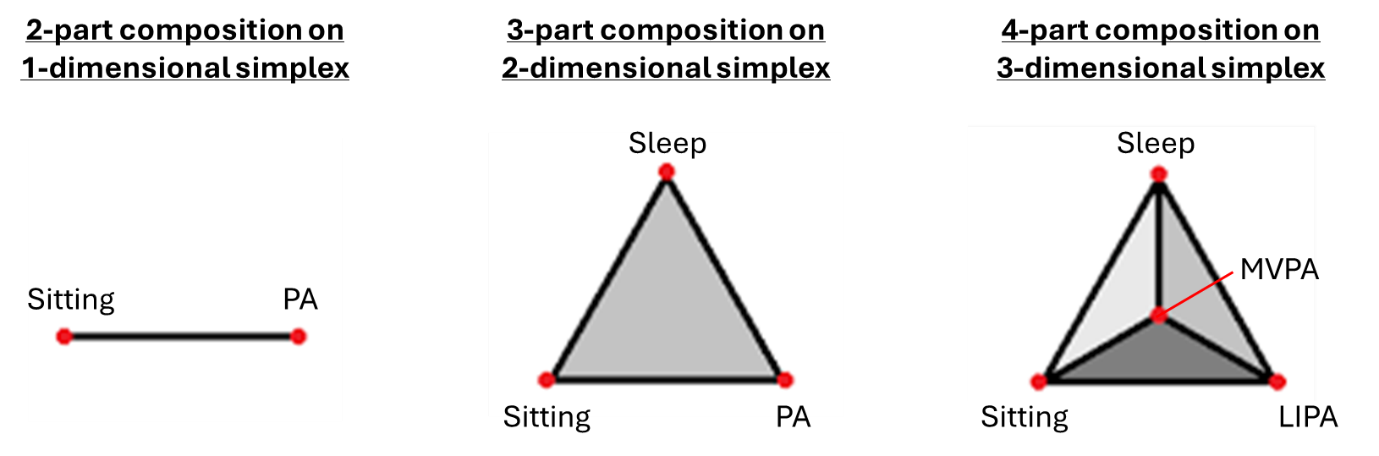 2-part composition on
1-dimensional simplex
Sitting
PA
3-part composition on
2-dimensional simplex
Sleep
Sitting
PA
4-part composition on
3-dimensional simplex
Sleep
MVPA
Sitting
LIPA